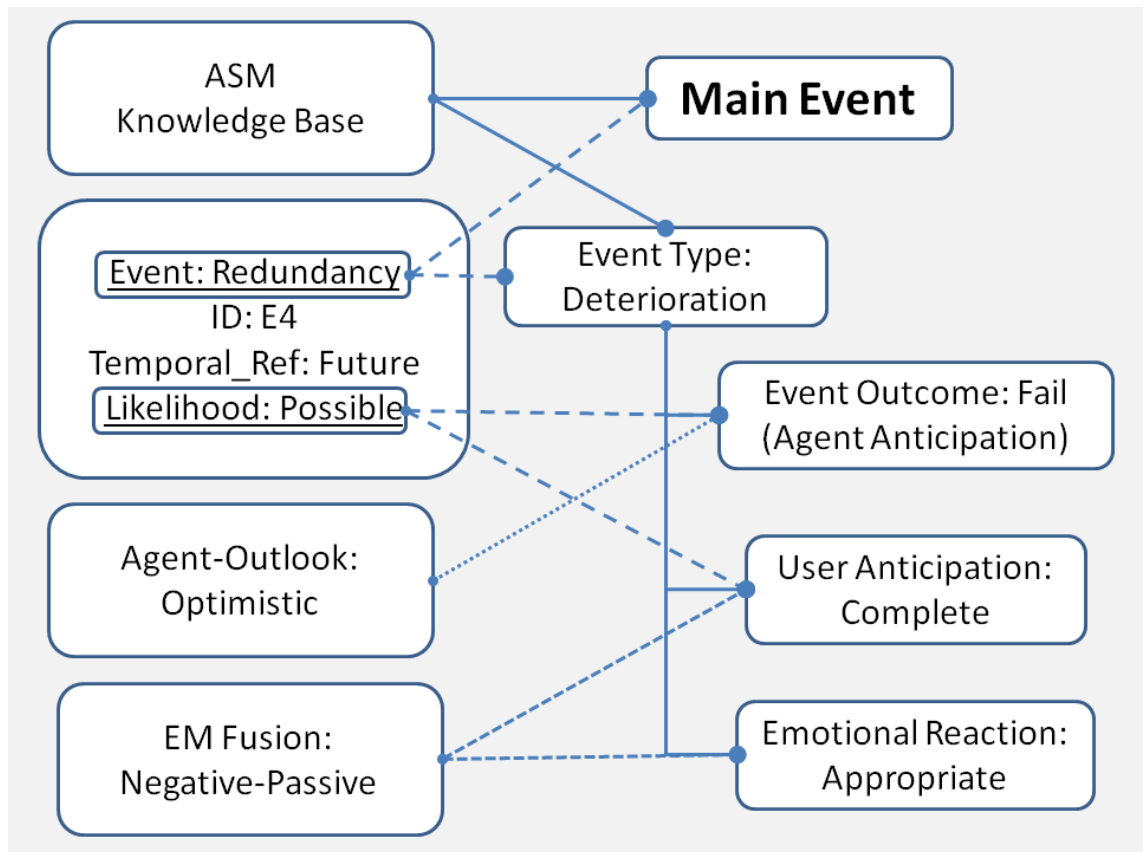 ASM
Knowledge Base
Main Event
Event: Redundancy
ID: E4
Temporal_Ref: Future
Likelihood: Possible
Event Type:
Deterioration
Event Outcome: Fail
(Agent Anticipation)
Agent-Outlook:
Optimistic
User Anticipation:
Complete
EM Fusion:
Negative-Passive
Emotional Reaction:
Appropriate